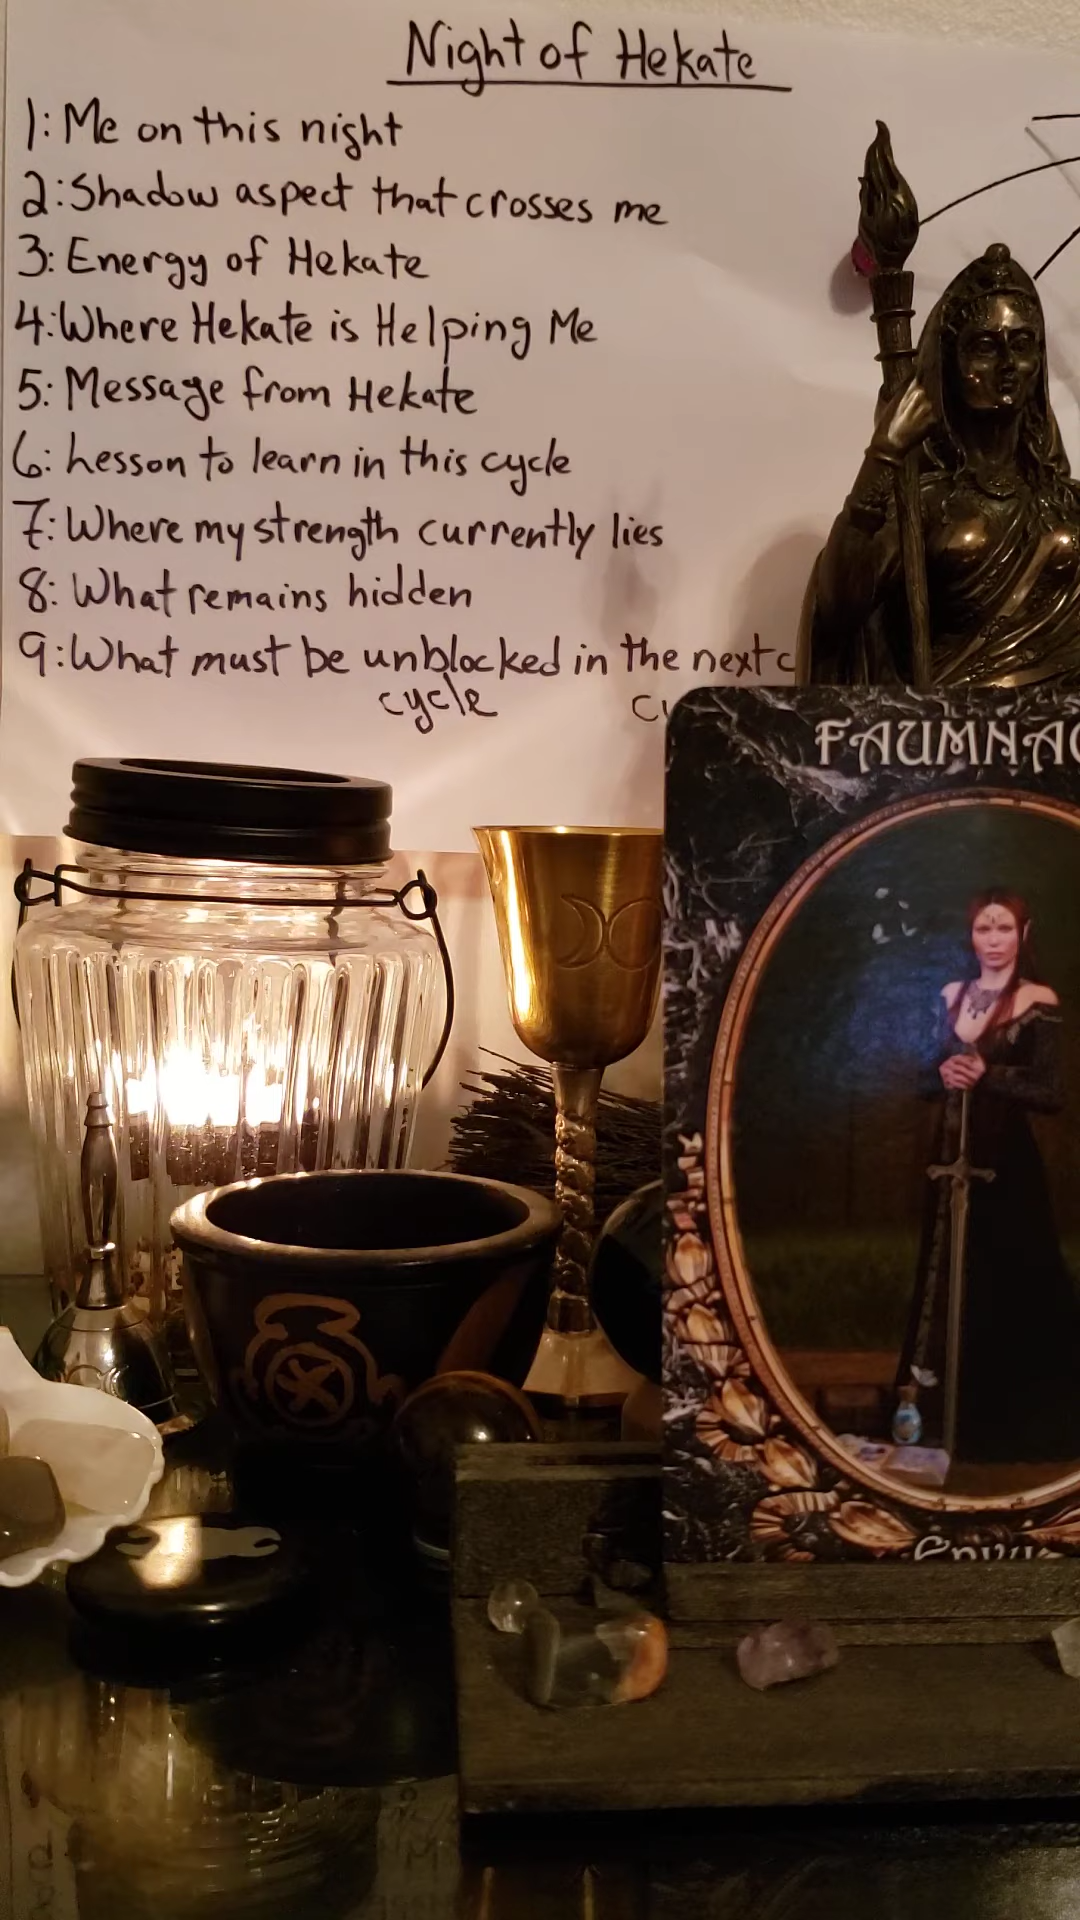 Night of Hekate
1: Me on this night
2: Shadow aspect that crosses me
3: Energy of Hekate
4: Where Hekate is Helping Me
5: Message from Hekate
6: Lesson to learn in this cycle
7: Where my strength currently lies
8: What remains hidden
9: What must be unblocked in the next c
cycle
FAUMNA